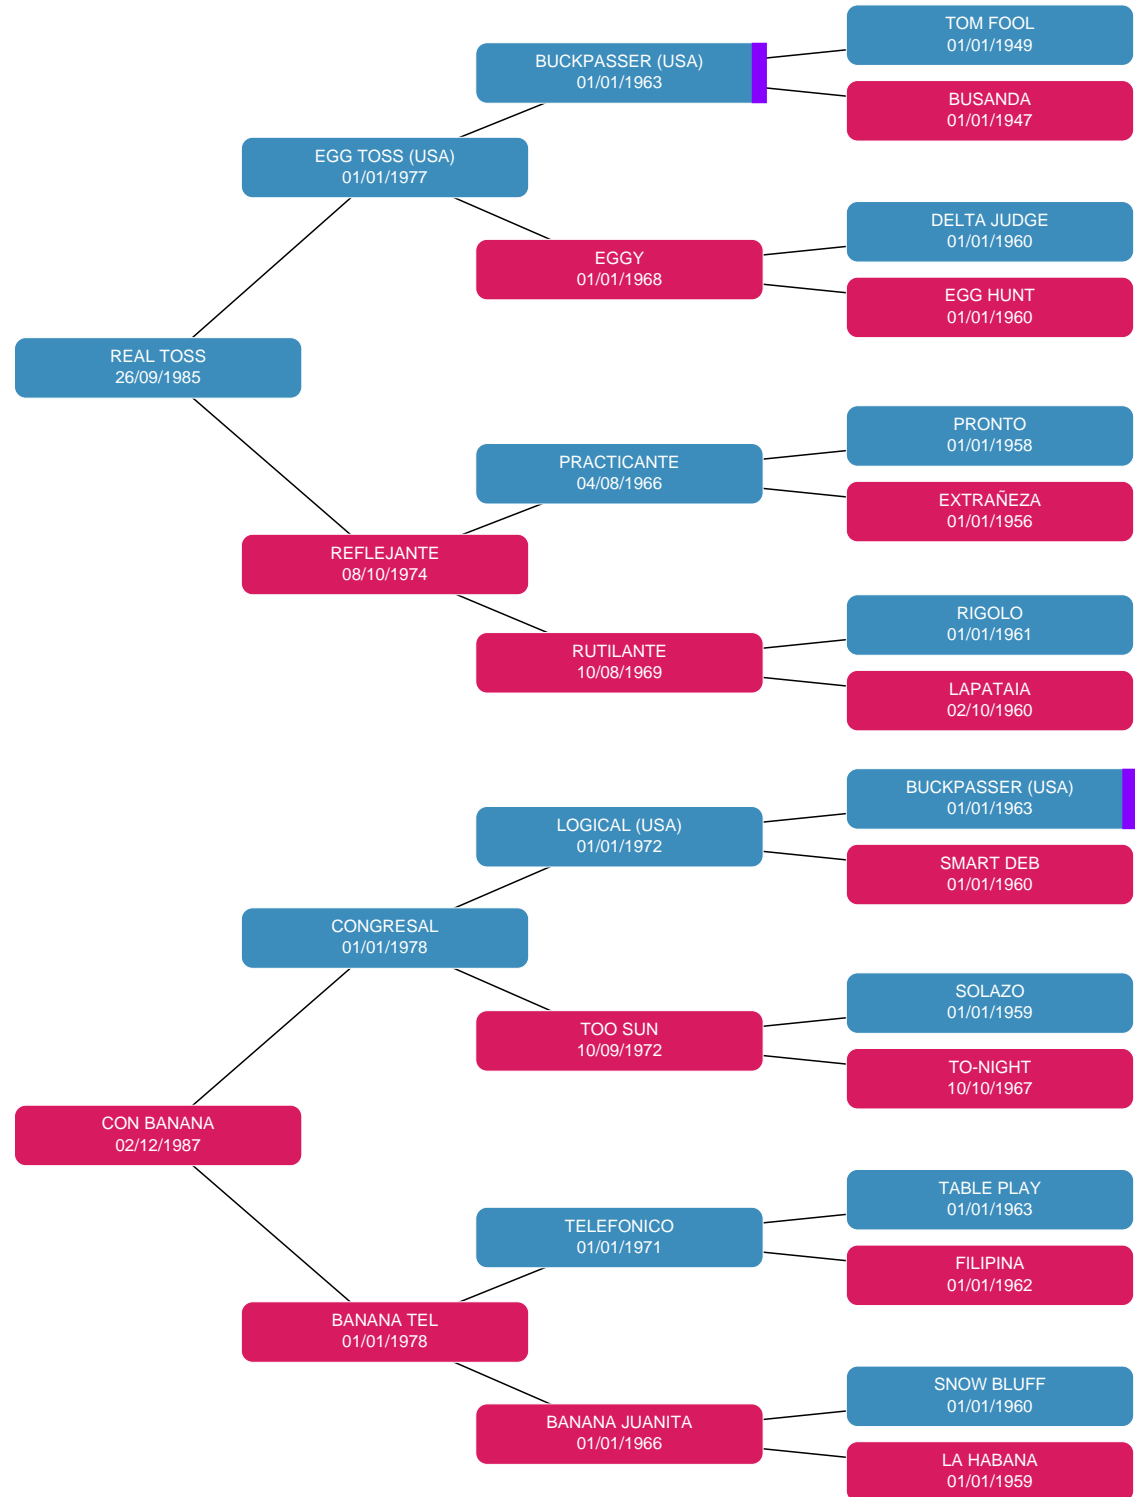 TOM FOOL
01/01/1949
BUCKPASSER (USA)
01/01/1963
BUSANDA
01/01/1947
EGG TOSS (USA)
01/01/1977
DELTA JUDGE
01/01/1960
EGGY
01/01/1968
EGG HUNT
01/01/1960
REAL TOSS
26/09/1985
PRONTO
01/01/1958
PRACTICANTE
04/08/1966
EXTRAÑEZA
01/01/1956
REFLEJANTE
08/10/1974
RIGOLO
01/01/1961
RUTILANTE
10/08/1969
LAPATAIA
02/10/1960
BUCKPASSER (USA)
01/01/1963
LOGICAL (USA)
01/01/1972
SMART DEB
01/01/1960
CONGRESAL
01/01/1978
SOLAZO
01/01/1959
TOO SUN
10/09/1972
TO-NIGHT
10/10/1967
CON BANANA
02/12/1987
TABLE PLAY
01/01/1963
TELEFONICO
01/01/1971
FILIPINA
01/01/1962
BANANA TEL
01/01/1978
SNOW BLUFF
01/01/1960
BANANA JUANITA
01/01/1966
LA HABANA
01/01/1959